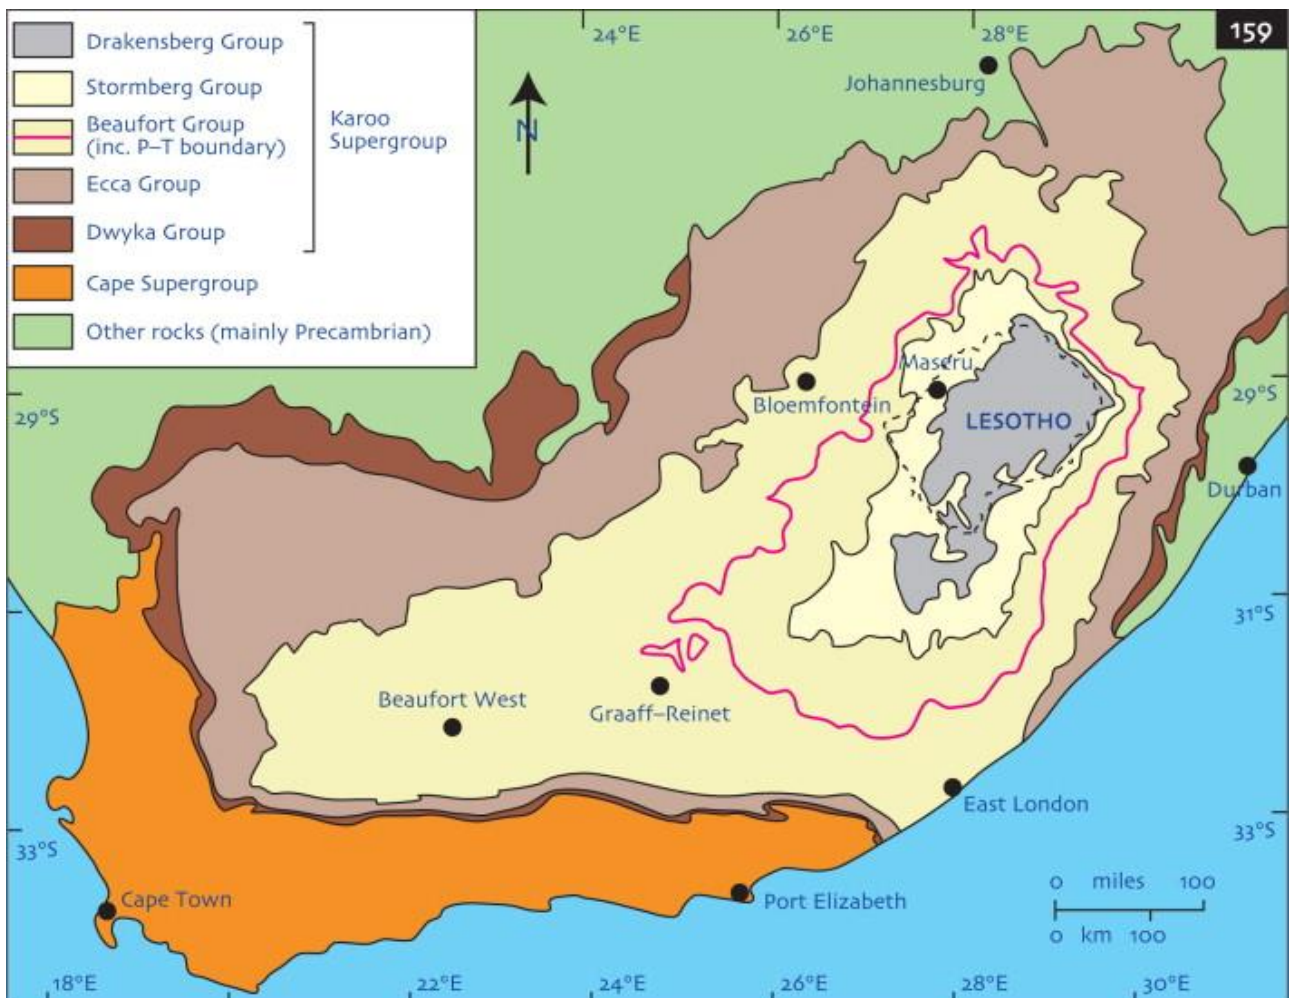 Drakensberg Group
Stormberg Group
Beaufort Group
(inc. P–T boundary)
Ecca Group
Dwyka Group
Karoo
Supergroup
Cape Supergroup
Other rocks (mainly Precambrian)
24°E
26°E
28°E
159
N
Johannesburg
29°S
Maseru
Bloemfontein
LESOTHO
29°S
Durban
31°S
Beaufort West
Graaff–Reinet
East London
33°S
33°S
Cape Town
Port Elizabeth
0 miles 100
0 km 100
18°E
22°E
24°E
26°E
28°E
30°E